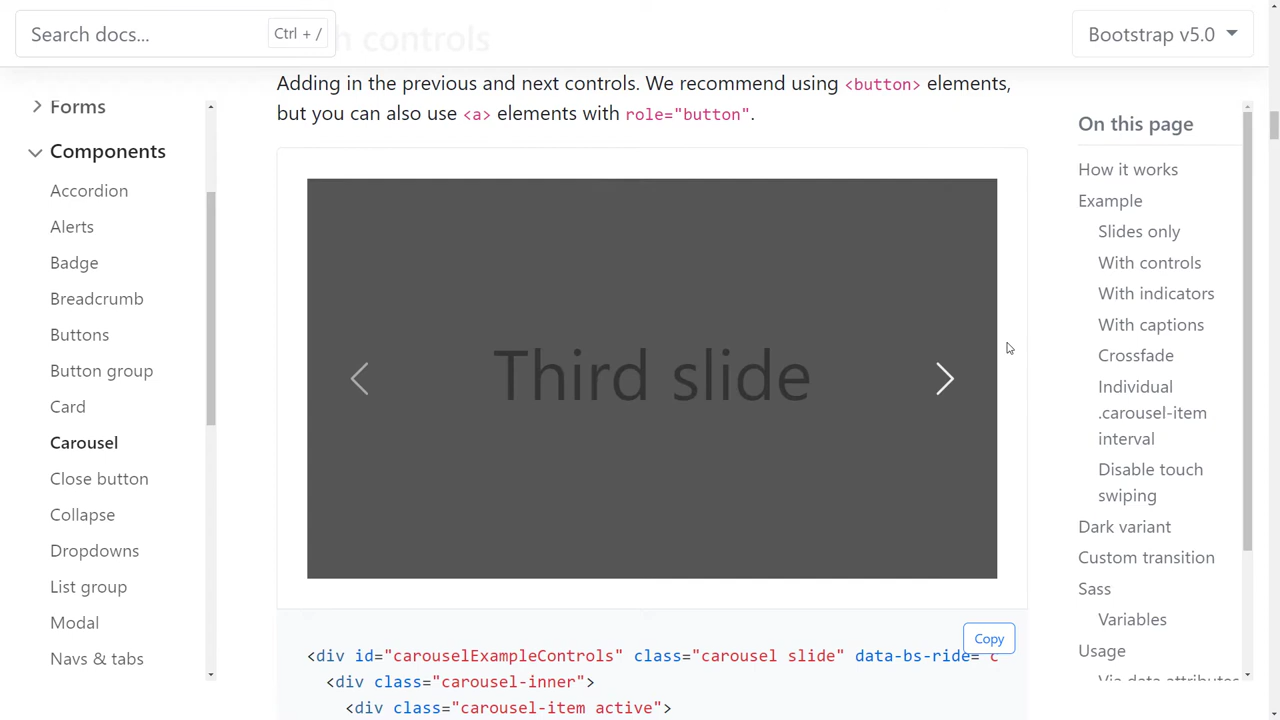 Search docs...
Ctrl + /
h controls
Bootstrap v5.0
Forms
Components
Accordion
Alerts
Badge
Breadcrumb
Buttons
Button group
Card
Carousel
Close button
Collapse
Dropdowns
List group
Modal
Navs & tabs
Adding in the previous and next controls. We recommend using <button> elements,
but you can also use <a> elements with role="button".
Third slide
Copy
<div id="carouselExampleControls" class="carousel slide" data-bs-ride="c
<div class="carousel-inner">
<div class="carousel-item active">
On this page
How it works
Example
Slides only
With controls
With indicators
With captions
Crossfade
Individual
.carousel-item
interval
Disable touch
swiping
Dark variant
Custom transition
Sass
Variables
Usage
Via data attributes